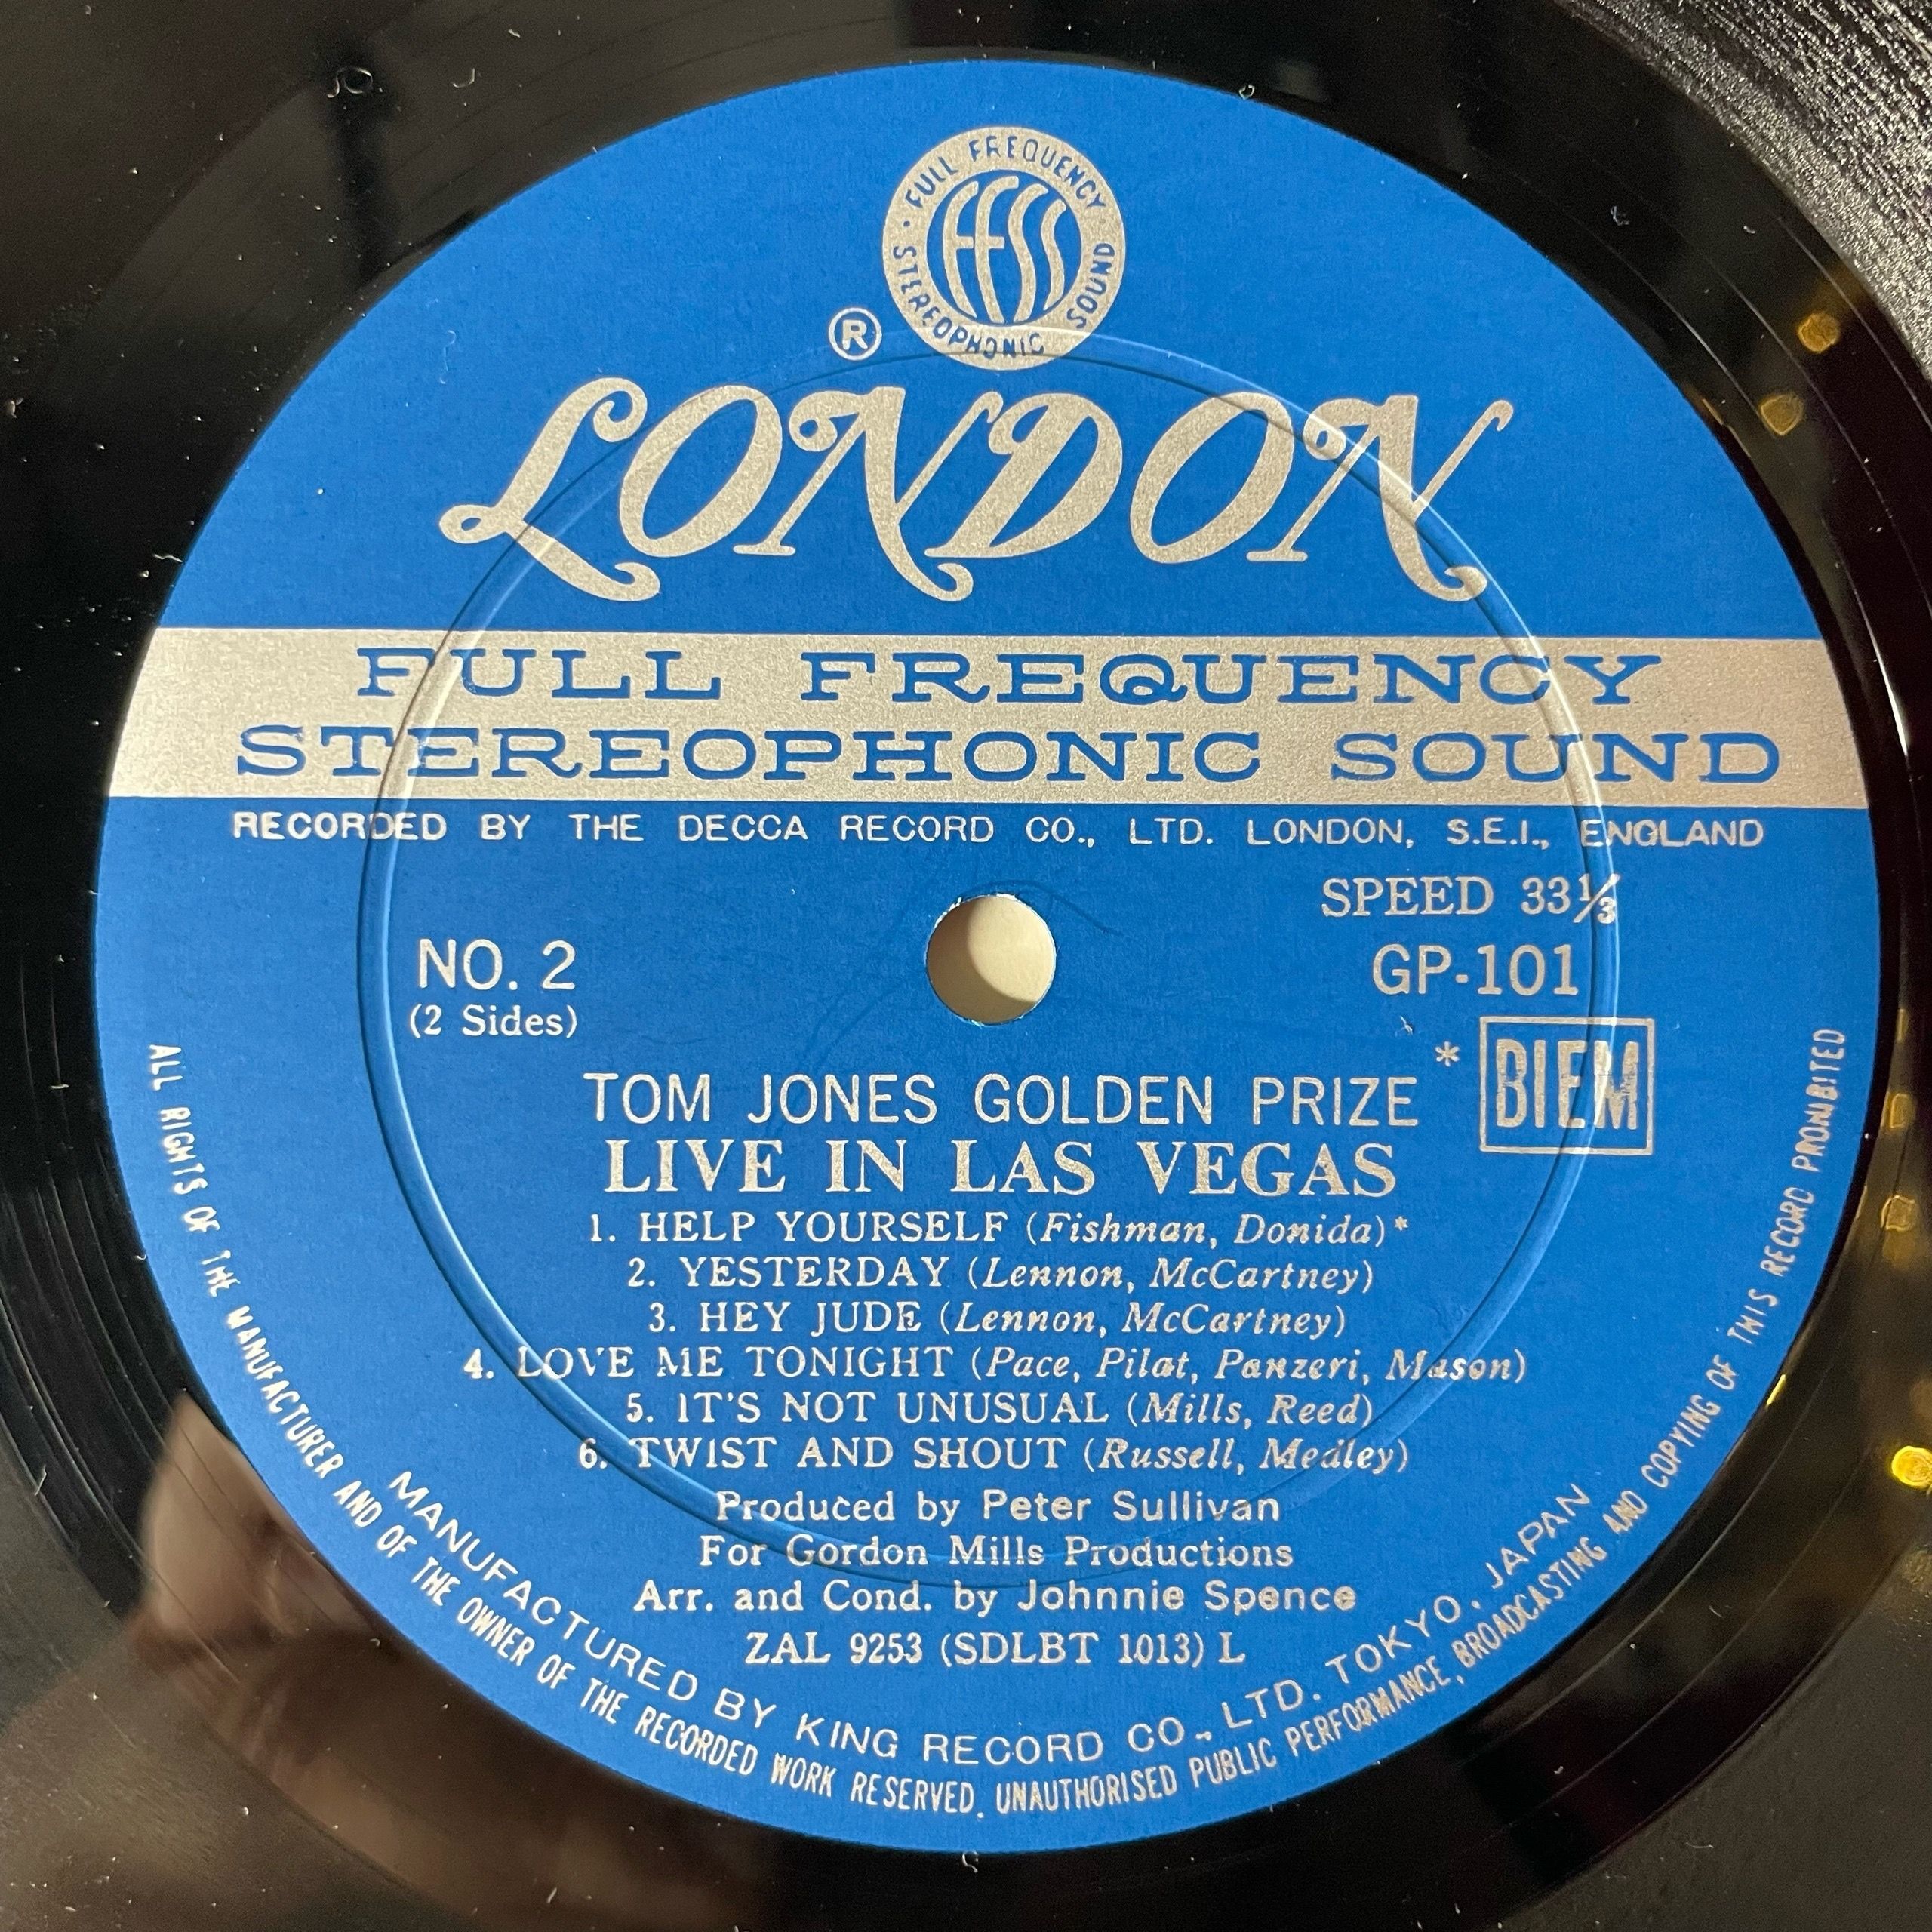 FULL FREQUENCY
FFSS
STEREOPHONIC SOUND
®
LONDON
FULL FREQUENCY
STEREOPHONIC SOUND
RECORDED BY THE DECCA RECORD CO., LTD. LONDON, S.E.I., ENGLAND
SPEED 33⅓
NO. 2
GP-101
(2 Sides)
* BIEM
TOM JONES GOLDEN PRIZE
LIVE IN LAS VEGAS
1. HELP YOURSELF (Fishman, Donida)*
2. YESTERDAY (Lennon, McCartney)
3. HEY JUDE (Lennon, McCartney)
4. LOVE ME TONIGHT (Pace, Pilat, Panzeri, Mason)
5. IT'S NOT UNUSUAL (Mills, Reed)
6. TWIST AND SHOUT (Russell, Medley)
Produced by Peter Sullivan
For Gordon Mills Productions
Arr. and Cond. by Johnnie Spence
ZAL 9253 (SDLBT 1013) L
MANUFACTURED BY KING RECORD CO., LTD. TOKYO, JAPAN
ALL RIGHTS OF THE MANUFACTURER AND OF THE OWNER OF THE RECORDED WORK RESERVED. UNAUTHORISED PUBLIC PERFORMANCE, BROADCASTING AND COPYING OF THIS RECORD PROHIBITED